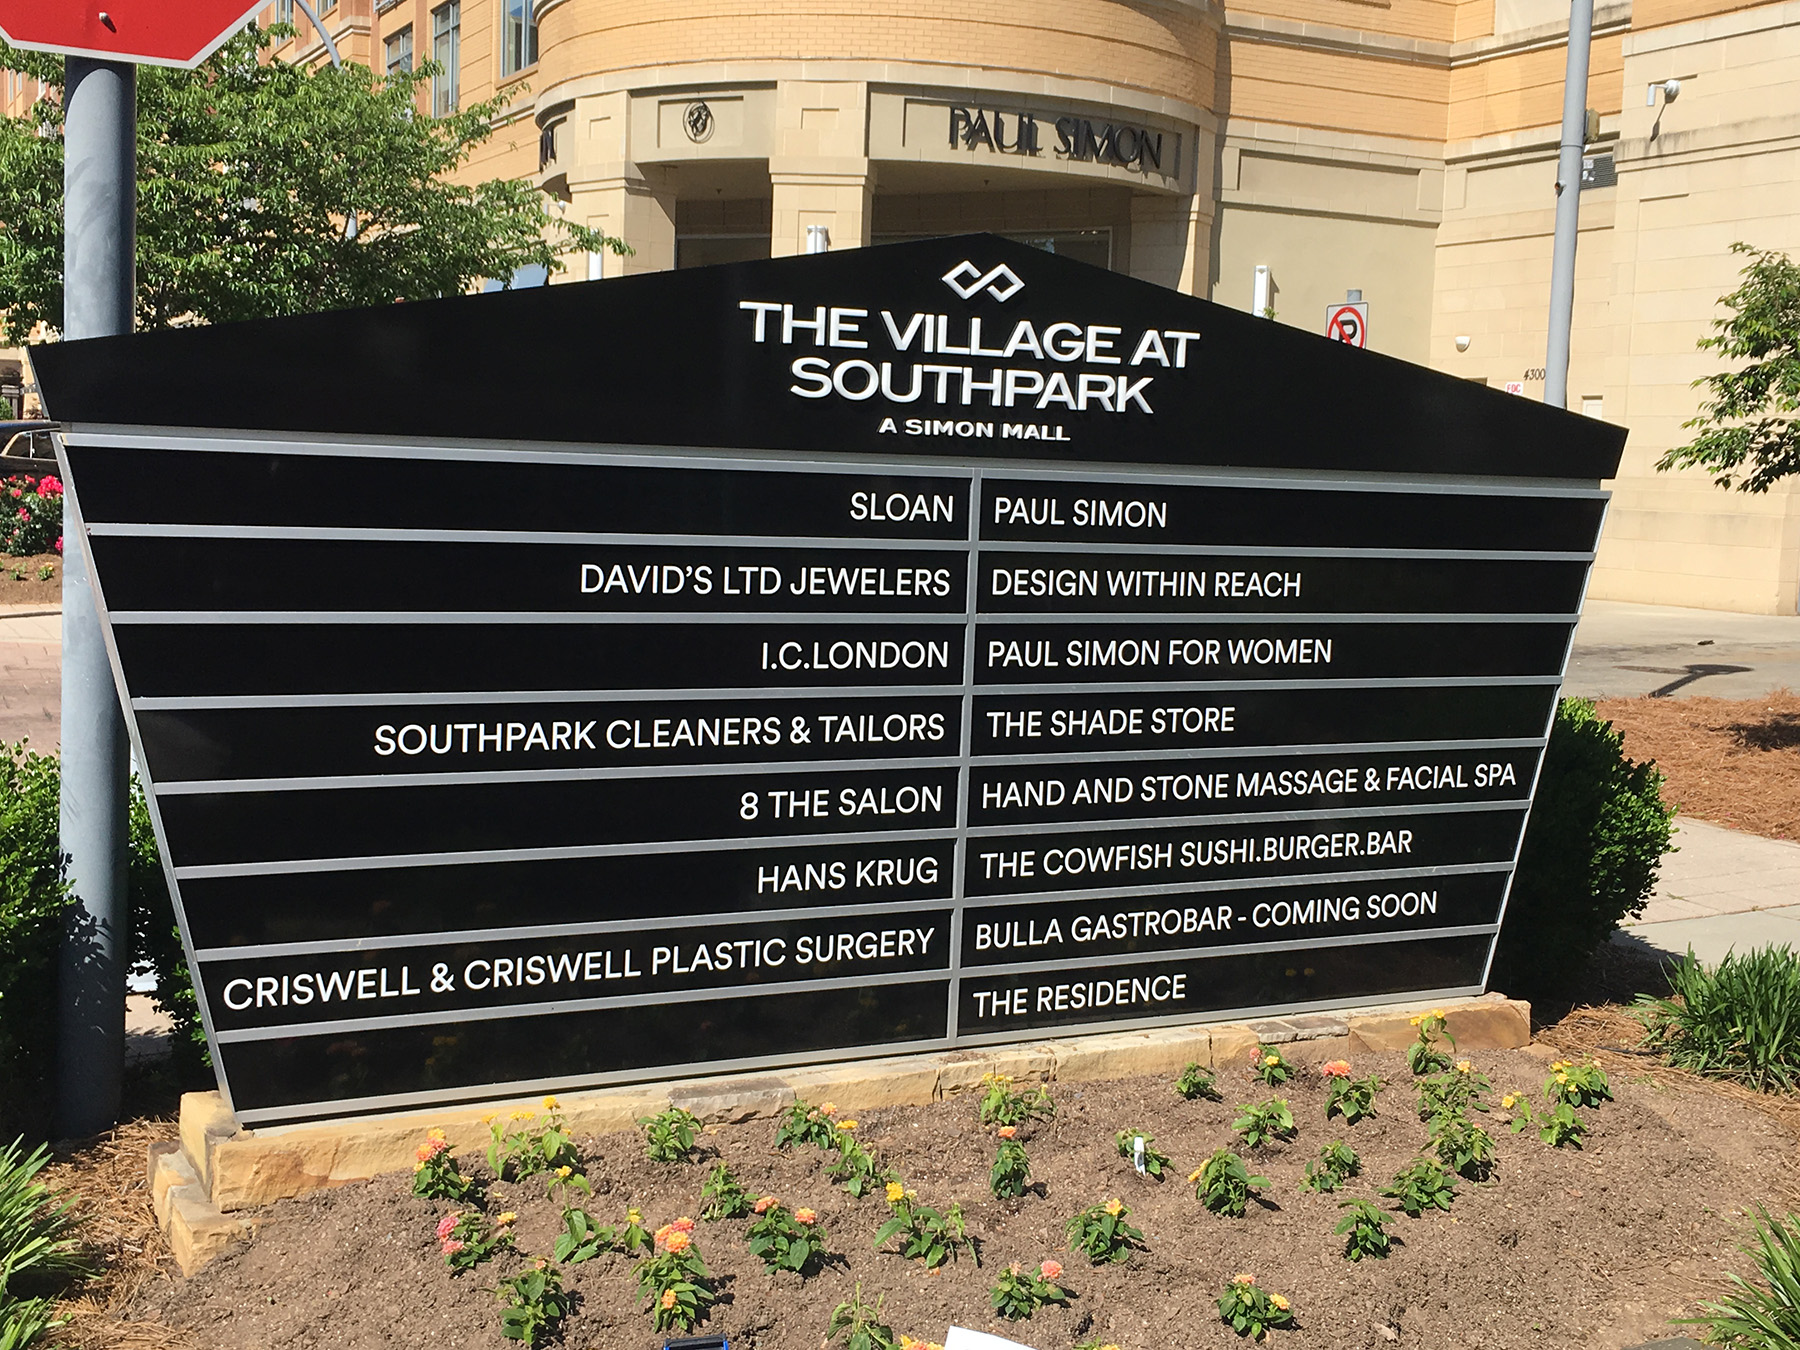 PAUL SIMON
THE VILLAGE AT
SOUTHPARK
A SIMON MALL
4300
FDC
SLOAN
PAUL SIMON
DAVID'S LTD JEWELERS
DESIGN WITHIN REACH
I.C.LONDON
PAUL SIMON FOR WOMEN
SOUTHPARK CLEANERS & TAILORS
THE SHADE STORE
8 THE SALON
HAND AND STONE MASSAGE & FACIAL SPA
HANS KRUG
THE COWFISH SUSHI.BURGER.BAR
CRISWELL & CRISWELL PLASTIC SURGERY
BULLA GASTROBAR - COMING SOON
THE RESIDENCE